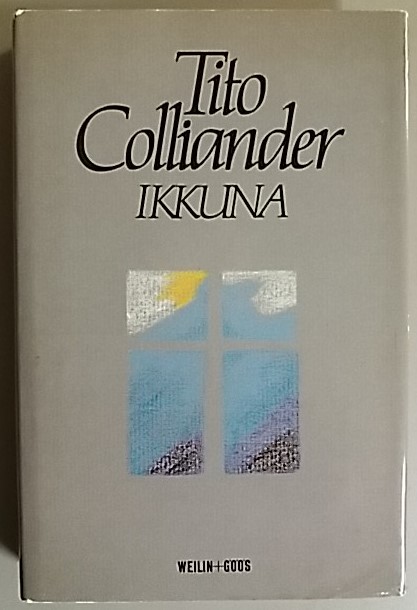 Tito
Colliander
IKKUNA
WEILIN+GÖÖS